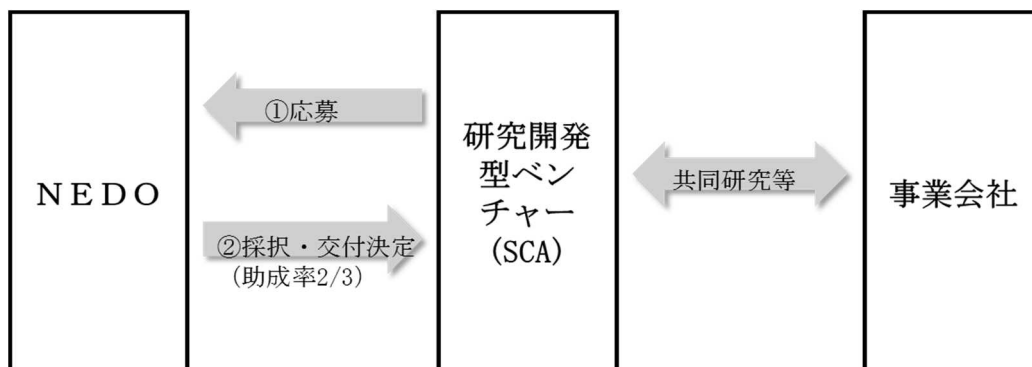 NEDO
①応募
②採択・交付決定
(助成率2/3)
研究開発
型ベン
チャー
(SCA)
共同研究等
事業会社